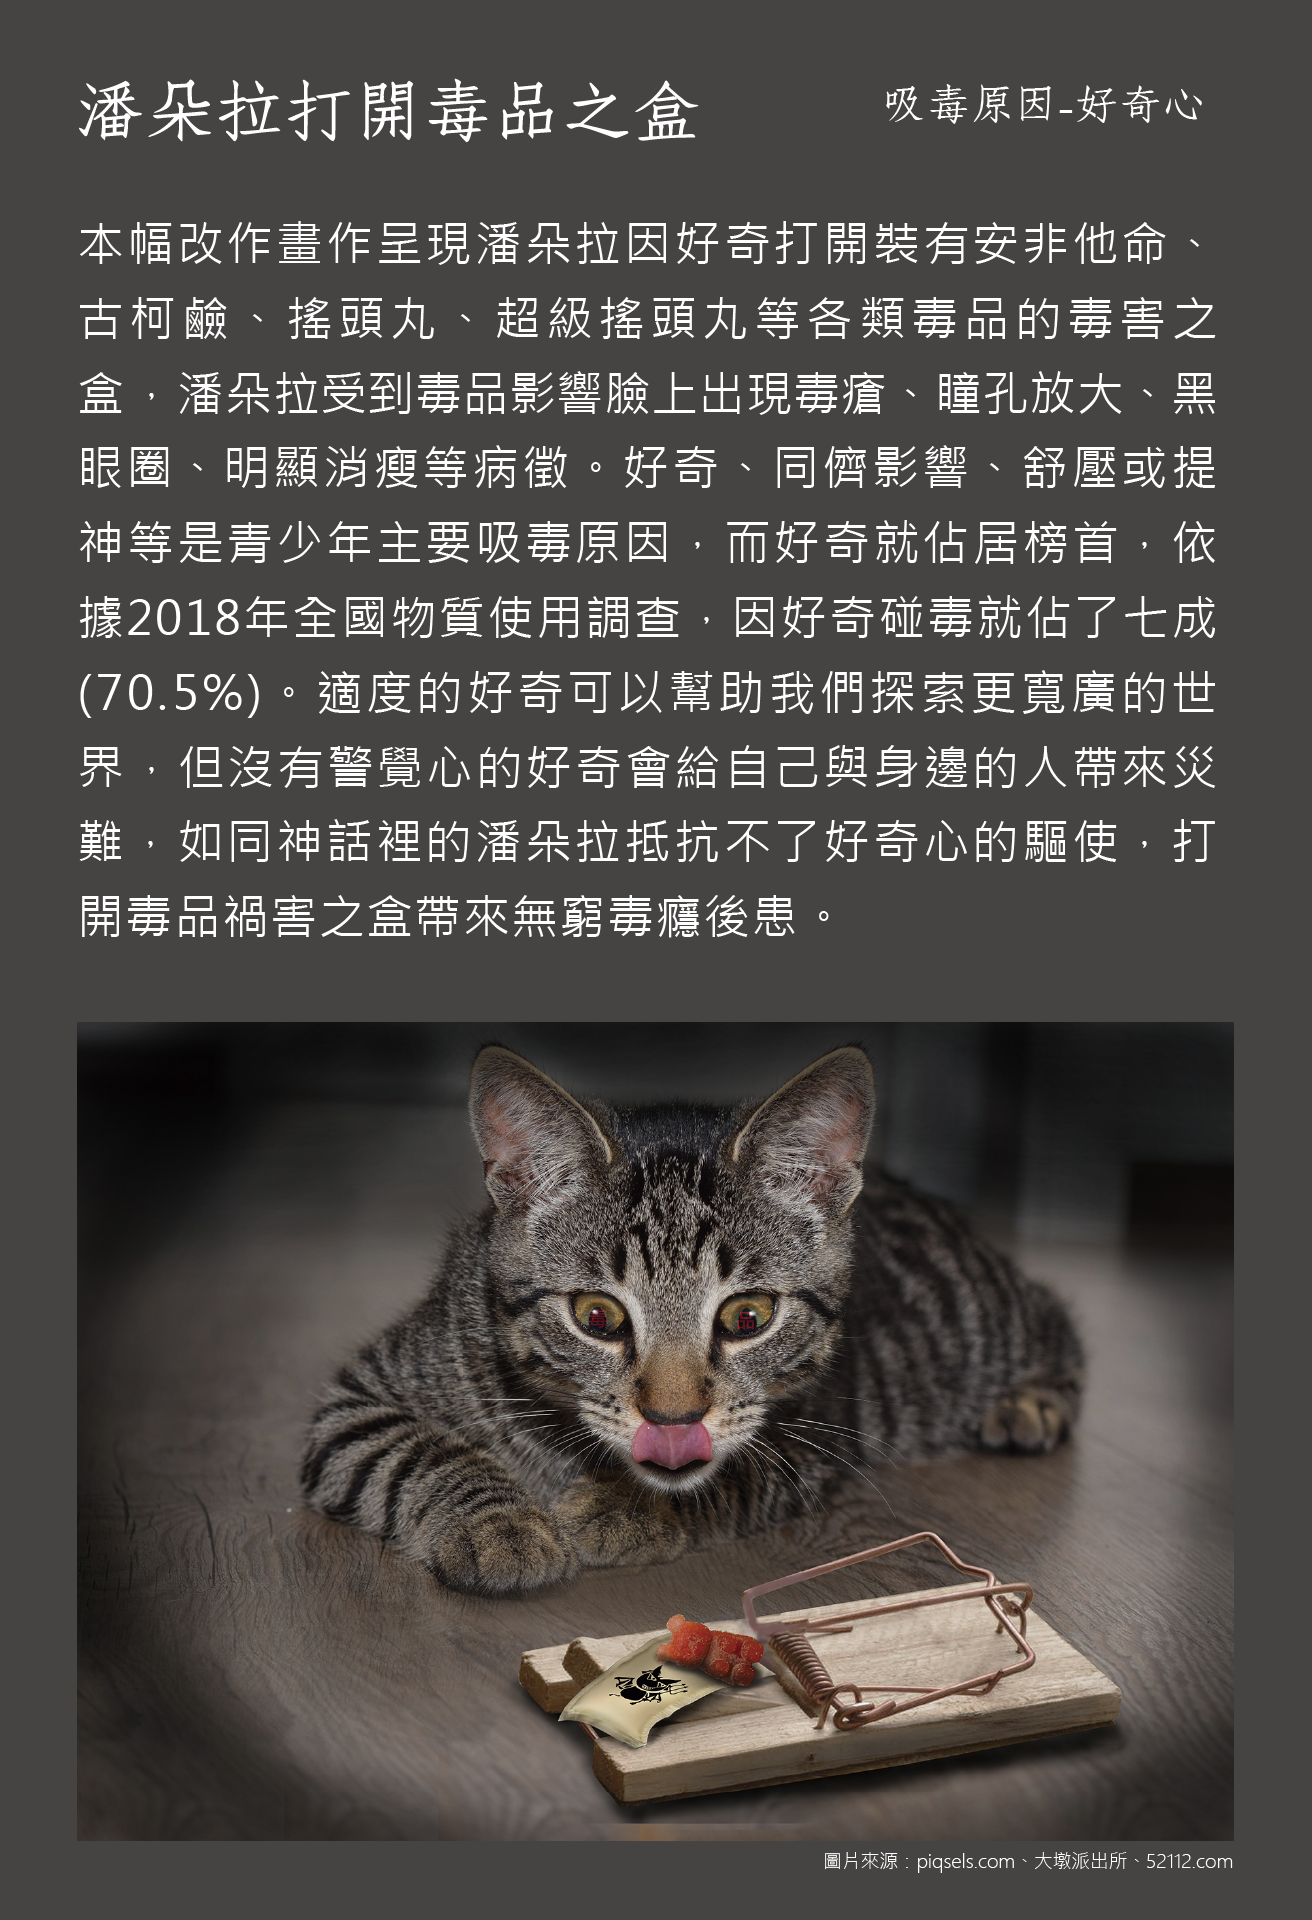 潘朵拉打開毒品之盒
吸毒原因-好奇心
本幅改作畫作呈現潘朵拉因好奇打開裝有安非他命、
古柯鹼、搖頭丸、超級搖頭丸等各類毒品的毒害之
盒，潘朵拉受到毒品影響臉上出現毒瘡、瞳孔放大、黑
眼圈、明顯消瘦等病徵。好奇、同儕影響、舒壓或提
神等是青少年主要吸毒原因，而好奇就佔居榜首，依
據2018年全國物質使用調查，因好奇碰毒就佔了七成
(70.5%)。適度的好奇可以幫助我們探索更寬廣的世
界，但沒有警覺心的好奇會給自己與身邊的人帶來災
難，如同神話裡的潘朵拉抵抗不了好奇心的驅使，打
開毒品禍害之盒帶來無窮毒癮後患。
毒 品
圖片來源：piqsels.com、大墩派出所、52112.com